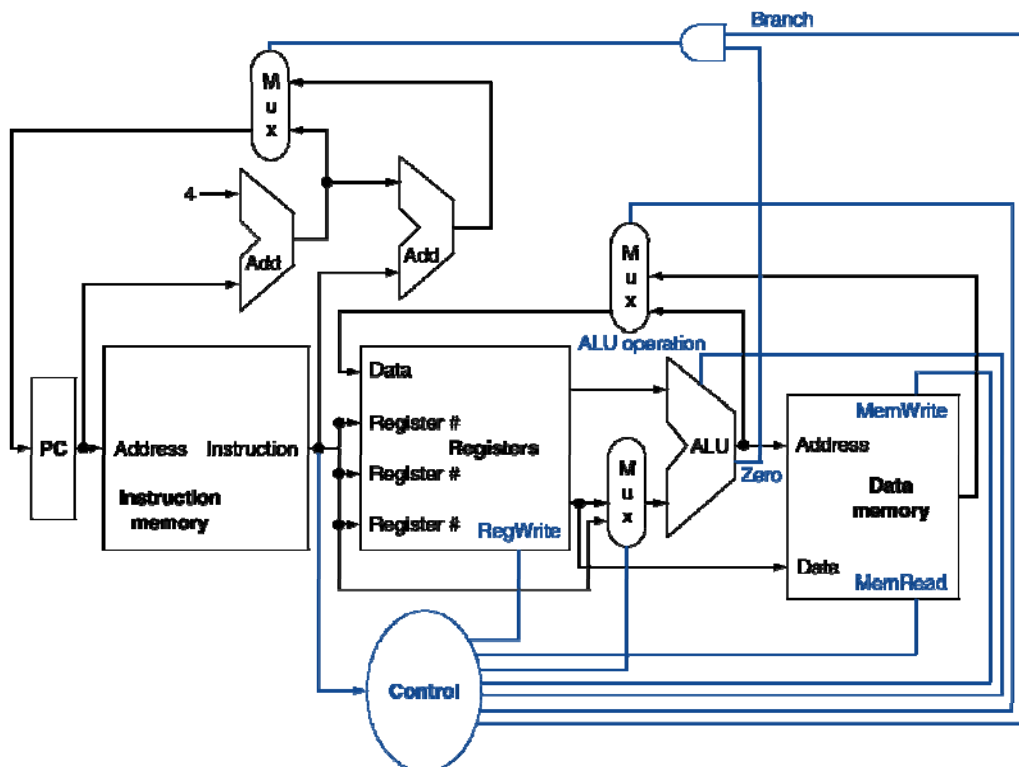 Branch
M
u
x
4
Add
Add
M
u
x
ALU operation
Data
Register #
Registers
Register #
Register #
RegWrite
PC
Address
Instruction
Instruction
memory
M
u
x
ALU
Zero
MemWrite
Address
Data
memory
Data
MemRead
Control